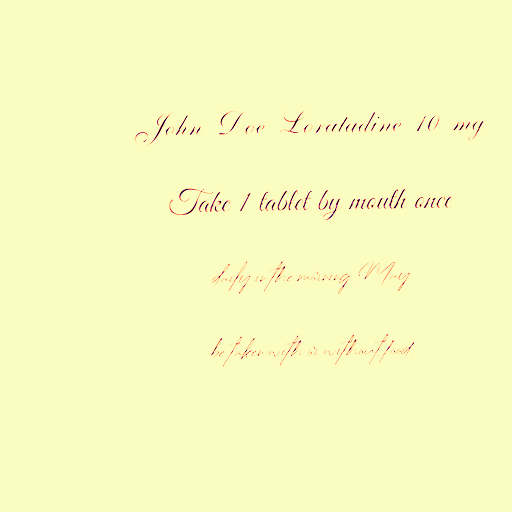 John Doe Loratadine 10 mg
Take 1 tablet by mouth once
daily in the morning May
be taken with or without food